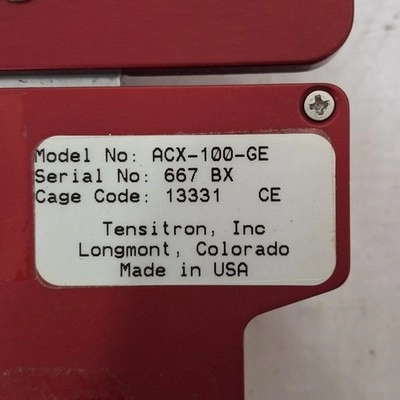 Model No: ACX-100-GE
Serial No: 667 BX
Cage Code: 13331 CE
Tensitron, Inc
Longmont, Colorado
Made in USA